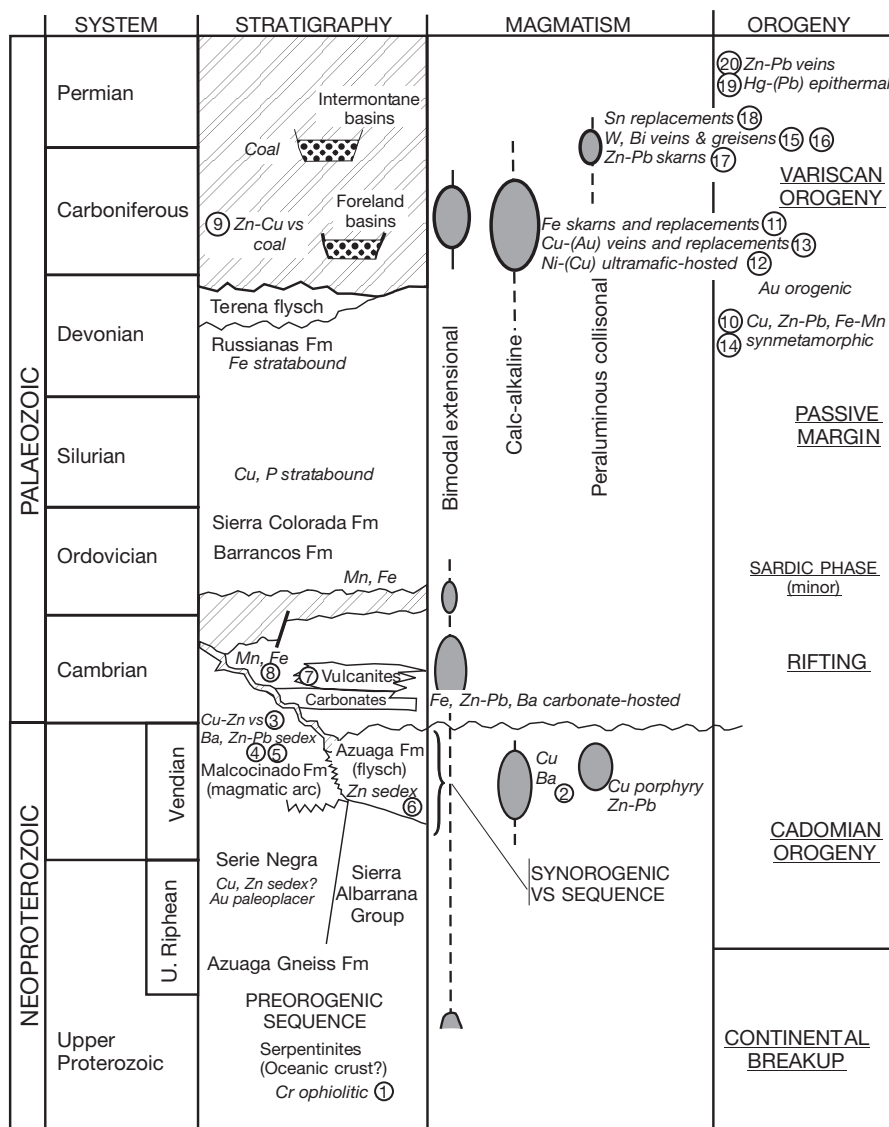 SYSTEM
STRATIGRAPHY
MAGMATISM
OROGENY
PALAEOZOIC
NEOPROTEROZOIC
Permian
Carboniferous
Devonian
Silurian
Ordovician
Cambrian
Vendian
U. Riphean
Upper
Proterozoic
Intermontane
basins
Coal
Foreland
basins
9 Zn-Cu vs
coal
Terena flysch
Russianas Fm
Fe stratabound
Cu, P stratabound
Sierra Colorada Fm
Barrancos Fm
Mn, Fe
Mn, Fe
8
7 Vulcanites
Carbonates
Cu-Zn vs 3
Ba, Zn-Pb sedex
4 5
Malcocinado Fm
(magmatic arc)
Azuaga Fm
(flysch)
Zn sedex
6
Serie Negra
Cu, Zn sedex?
Au paleoplacer
Sierra
Albarrana
Group
Azuaga Gneiss Fm
PREOROGENIC
SEQUENCE
Serpentinites
(Oceanic crust?)
Cr ophiolitic 1
Bimodal extensional
Calc-alkaline
Peraluminous collisonal
Sn replacements 18
W, Bi veins & greisens 15 16
Zn-Pb skarns 17
Fe skarns and replacements 11
Cu-(Au) veins and replacements 13
Ni-(Cu) ultramafic-hosted 12
Fe, Zn-Pb, Ba carbonate-hosted
Cu
Ba 2
Cu porphyry
Zn-Pb
SYNOROGENIC
VS SEQUENCE
20 Zn-Pb veins
19 Hg-(Pb) epithermal
VARISCAN
OROGENY
Au orogenic
10 Cu, Zn-Pb, Fe-Mn
14 synmetamorphic
PASSIVE
MARGIN
SARDIC PHASE
(minor)
RIFTING
CADOMIAN
OROGENY
CONTINENTAL
BREAKUP